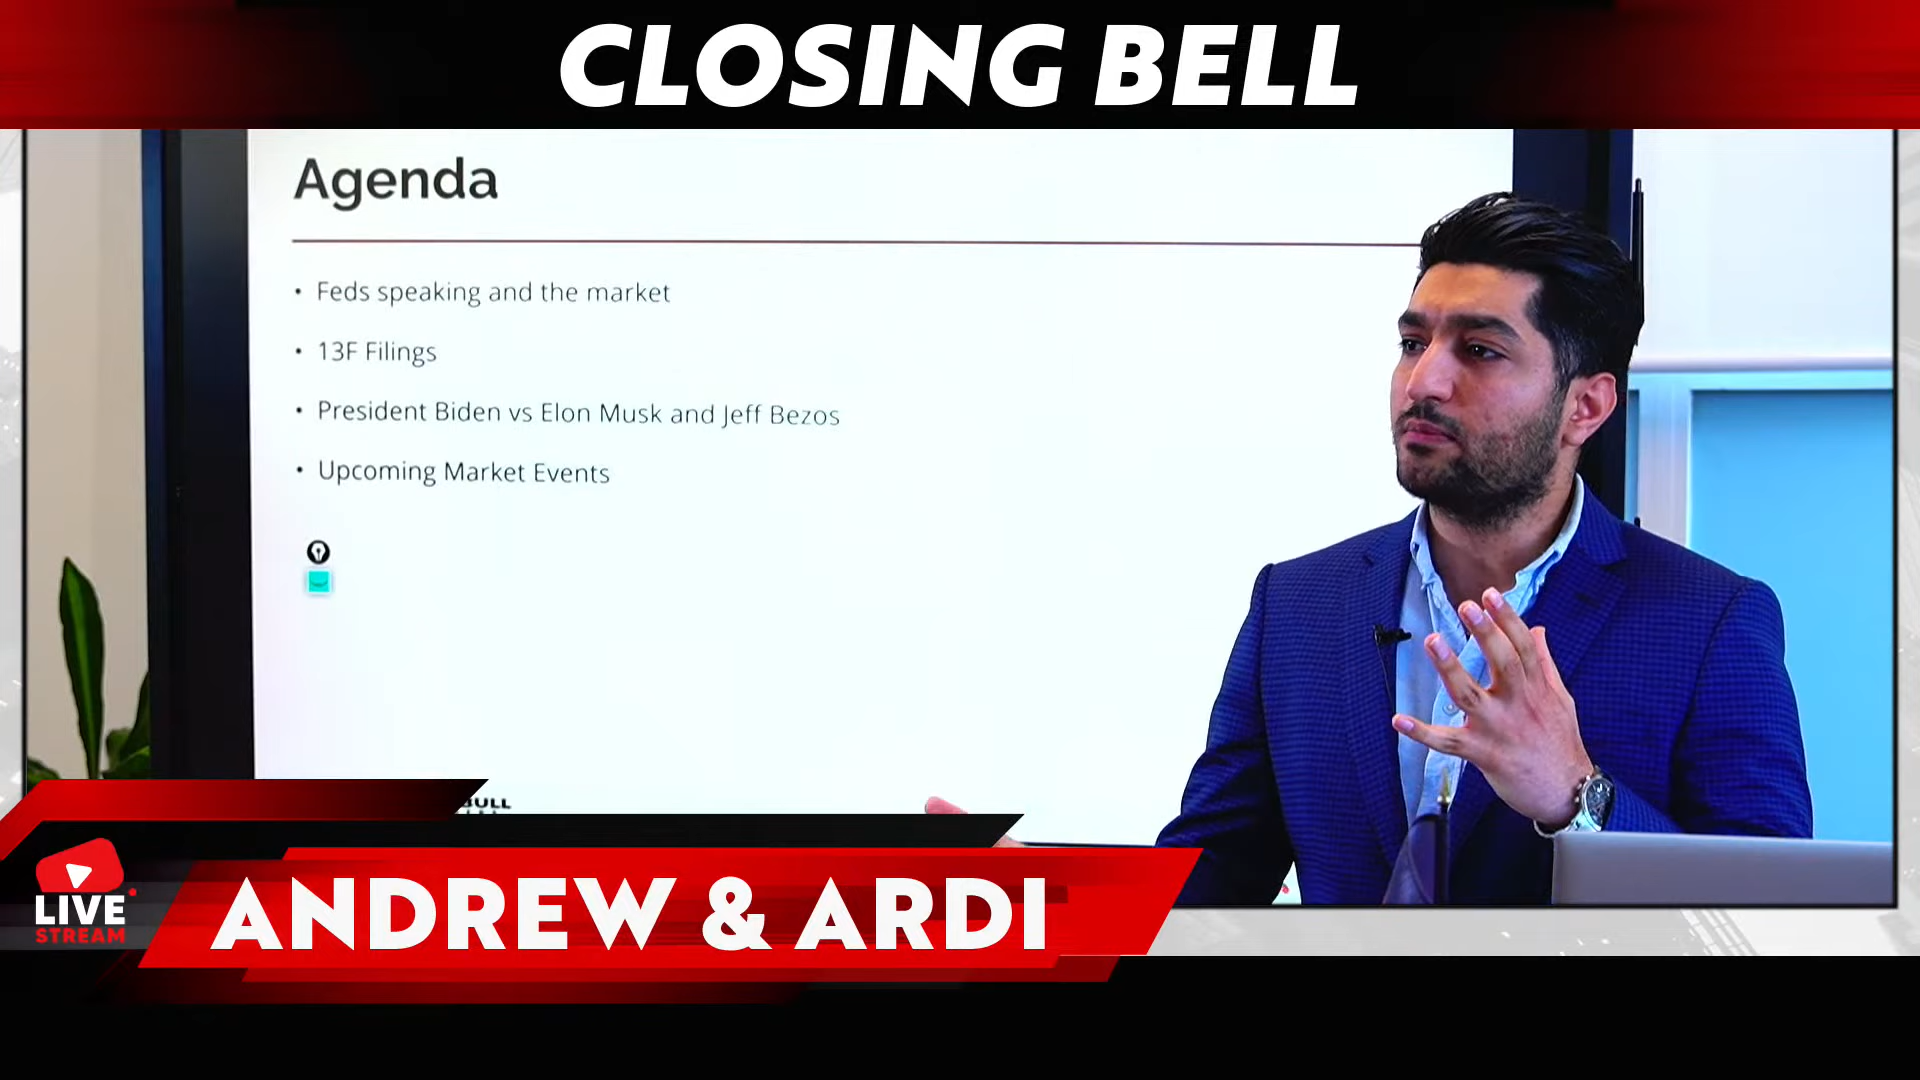 CLOSING BELL
Agenda
• Feds speaking and the market
• 13F Filings
• President Biden vs Elon Musk and Jeff Bezos
• Upcoming Market Events
BULL
LIVE
STREAM
ANDREW & ARDI